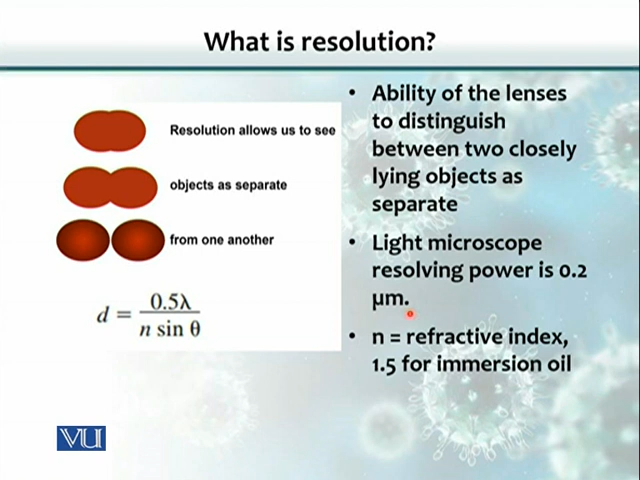 What is resolution?
Resolution allows us to see
objects as separate
from one another
d = 0.5λ / n sin θ
• Ability of the lenses
to distinguish
between two closely
lying objects as
separate
• Light microscope
resolving power is 0.2
µm.
• n = refractive index,
1.5 for immersion oil
VU